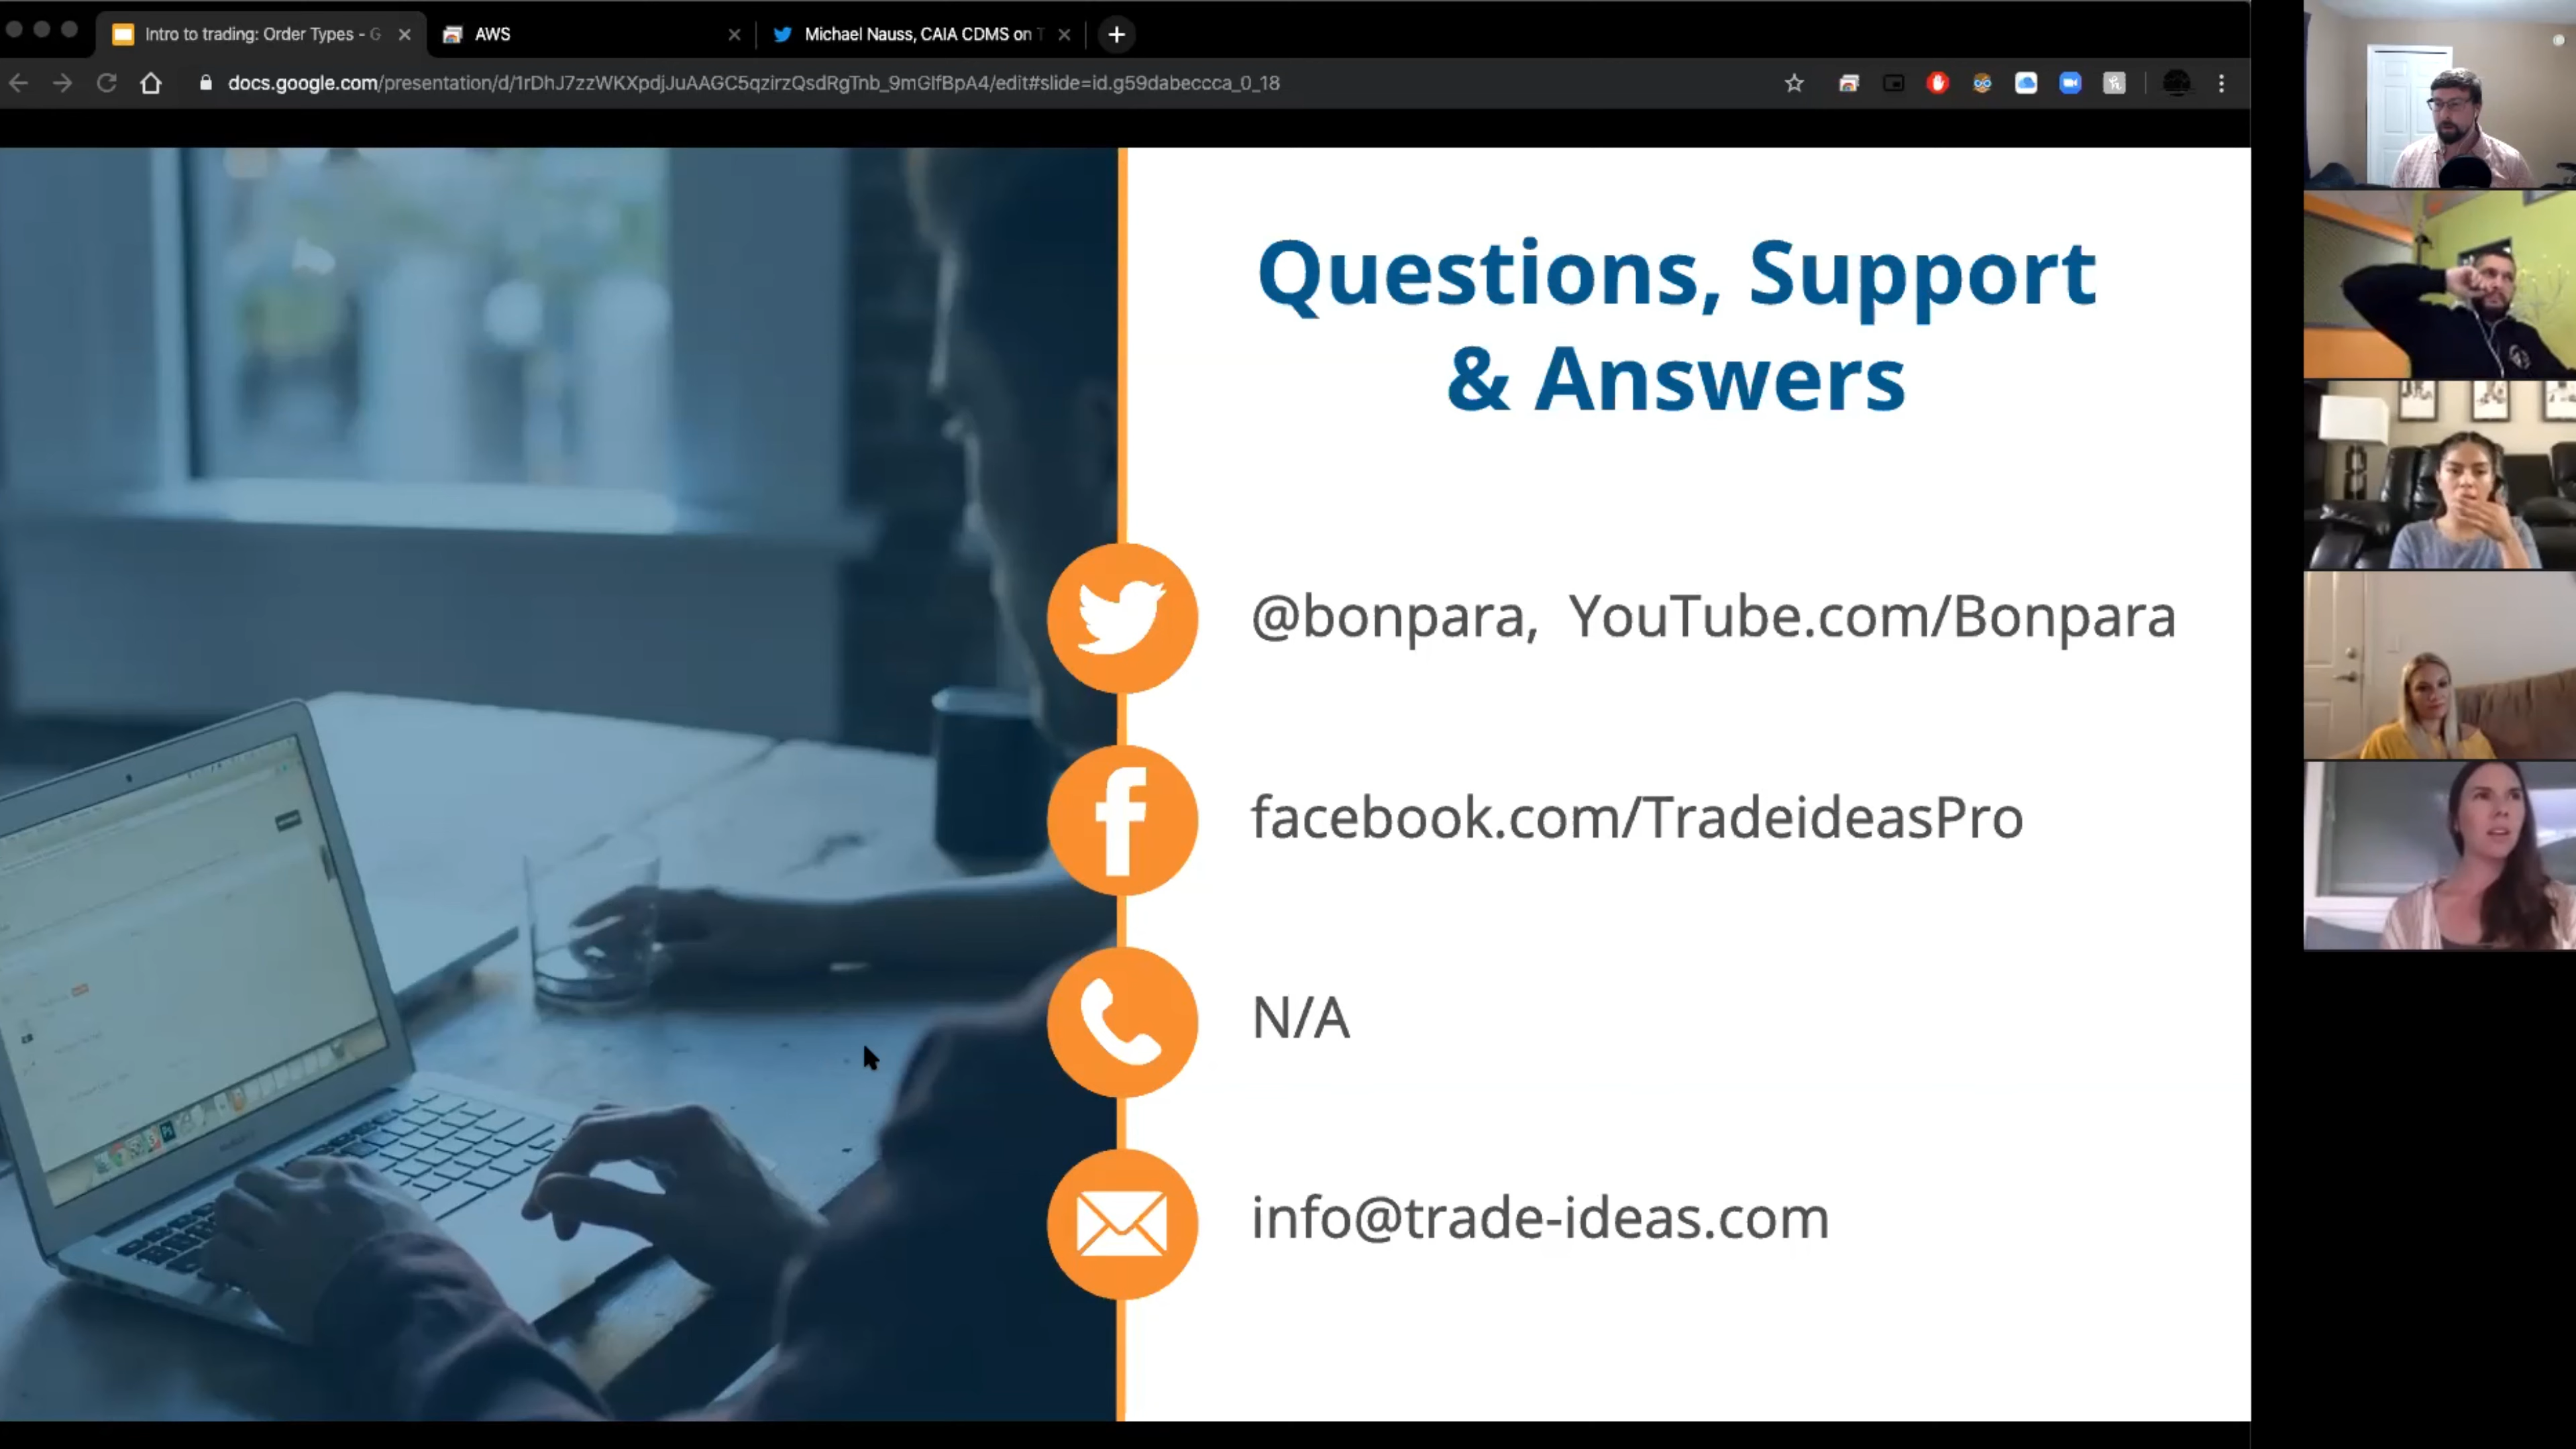 Intro to trading: Order Types - G
AWS
Michael Nauss, CAIA CDMS on T
docs.google.com/presentation/d/1rDhJ7zzWKXpdjJuAAGC5qzirzQsdRgTnb_9mGlfBpA4/edit#slide=id.g59dabeccca_0_18
Questions, Support
& Answers
@bonpara, YouTube.com/Bonpara
facebook.com/TradeideasPro
N/A
info@trade-ideas.com